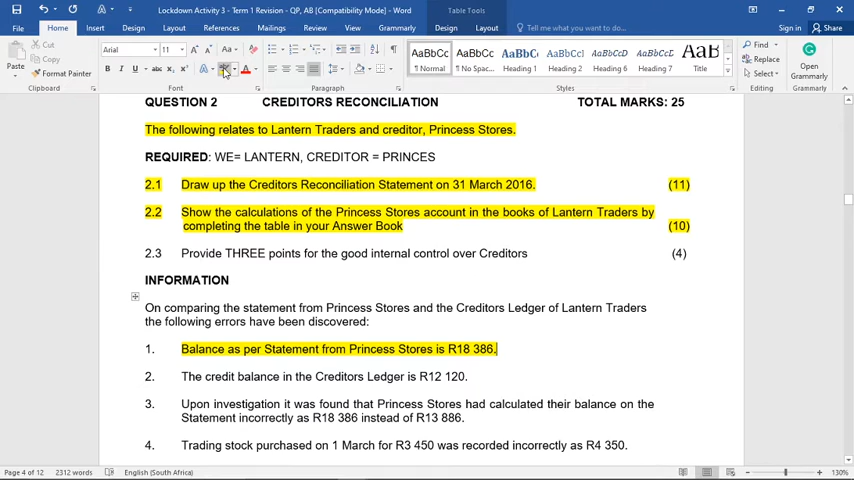 Lockdown Activity 3 - Term 1 Revision - QP, AB [Compatibility Mode] - Word
Table Tools
Sign in
File Home Insert Draw Design Layout References Mailings Review View Grammarly Design Layout Tell me what you want to do Share
Paste
Cut
Copy
Format Painter
Clipboard
Arial 11
Font
Paragraph
AaBbCc AaBbCc AaBbCc AaBbCc AaBbCcD AaBbCcD AaB
¶ Normal ¶ No Spac... Heading 1 Heading 2 Heading 6 Heading 7 Title
Styles
Find
Replace
Select
Editing
Open
Grammarly
Grammarly
QUESTION 2 CREDITORS RECONCILIATION TOTAL MARKS: 25
The following relates to Lantern Traders and creditor, Princess Stores.
REQUIRED: WE= LANTERN, CREDITOR = PRINCES
2.1 Draw up the Creditors Reconciliation Statement on 31 March 2016. (11)
2.2 Show the calculations of the Princess Stores account in the books of Lantern Traders by
completing the table in your Answer Book (10)
2.3 Provide THREE points for the good internal control over Creditors (4)
INFORMATION
On comparing the statement from Princess Stores and the Creditors Ledger of Lantern Traders
the following errors have been discovered:
1. Balance as per Statement from Princess Stores is R18 386.
2. The credit balance in the Creditors Ledger is R12 120.
3. Upon investigation it was found that Princess Stores had calculated their balance on the
Statement incorrectly as R18 386 instead of R13 886.
4. Trading stock purchased on 1 March for R3 450 was recorded incorrectly as R4 350.
Page 4 of 12 2312 words English (South Africa) 130%